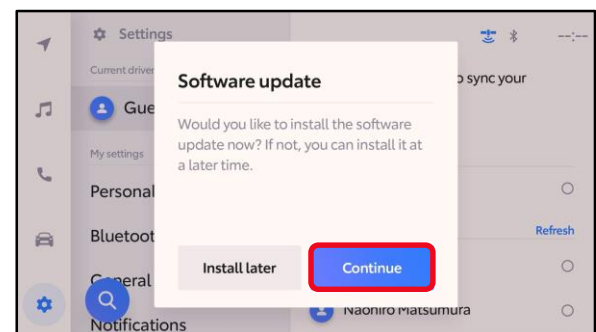 Settings
--:--
Current driver
Gue
My settings
Personal
Bluetoot
General
Notifications
o sync your
Refresh
Naohiro Matsumura
Software update
Would you like to install the software
update now? If not, you can install it at
a later time.
Install later
Continue